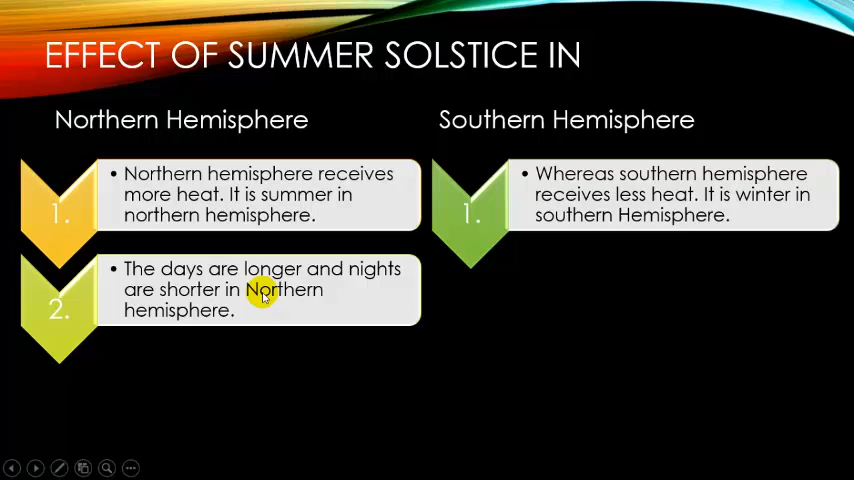 EFFECT OF SUMMER SOLSTICE IN
Northern Hemisphere
1.
• Northern hemisphere receives
more heat. It is summer in
northern hemisphere.
2.
• The days are longer and nights
are shorter in Northern
hemisphere.
Southern Hemisphere
1.
• Whereas southern hemisphere
receives less heat. It is winter in
southern Hemisphere.